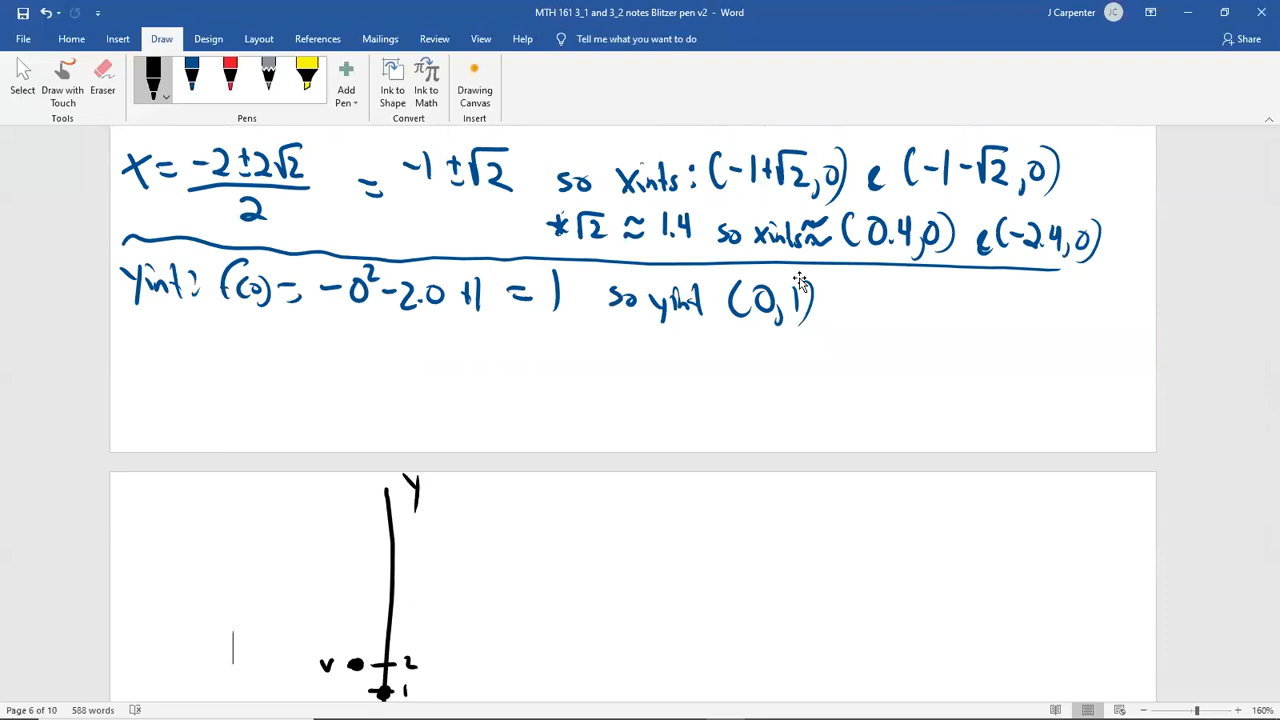 MTH 161 3_1 and 3_2 notes Blitzer pen v2 - Word
J Carpenter JC
File Home Insert Draw Design Layout References Mailings Review View Help Tell me what you want to do Share
Select Draw with Touch Eraser
Add Pen
Ink to Shape Ink to Math
Drawing Canvas
Tools Pens Convert Insert
x = -2±2√2 / 2 = -1±√2 so xints: (-1+√2,0) e (-1-√2,0)
*√2 ≈ 1.4 so xints≈ (0.4,0) e (-2.4,0)
yint: f(0) = -0²-2.0+1 = 1 so yint (0,1)
y
v 2
1
Page 6 of 10 588 words 160%